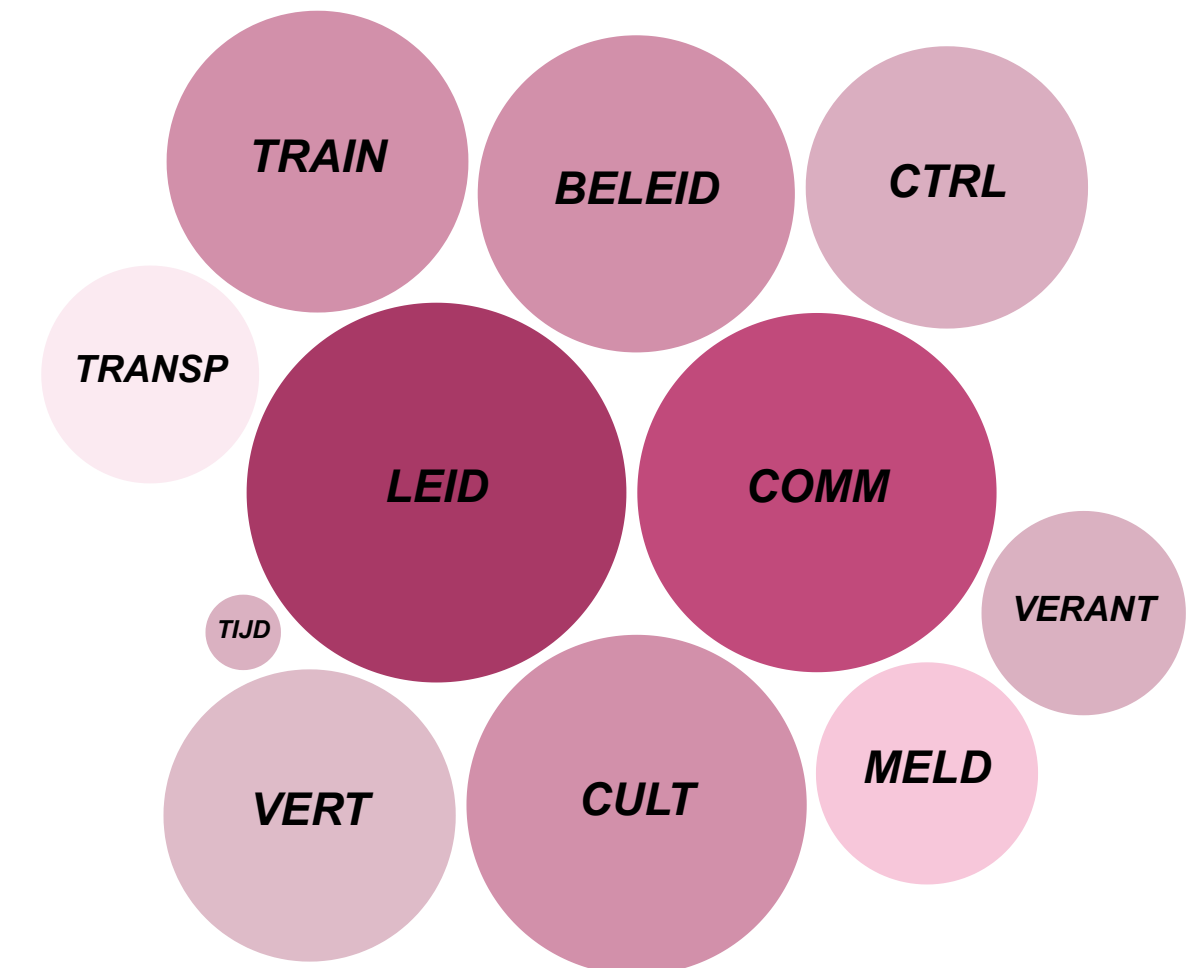 TRAIN
BELEID
CTRL
TRANSP
LEID
COMM
VERANT
TIJD
VERT
CULT
MELD